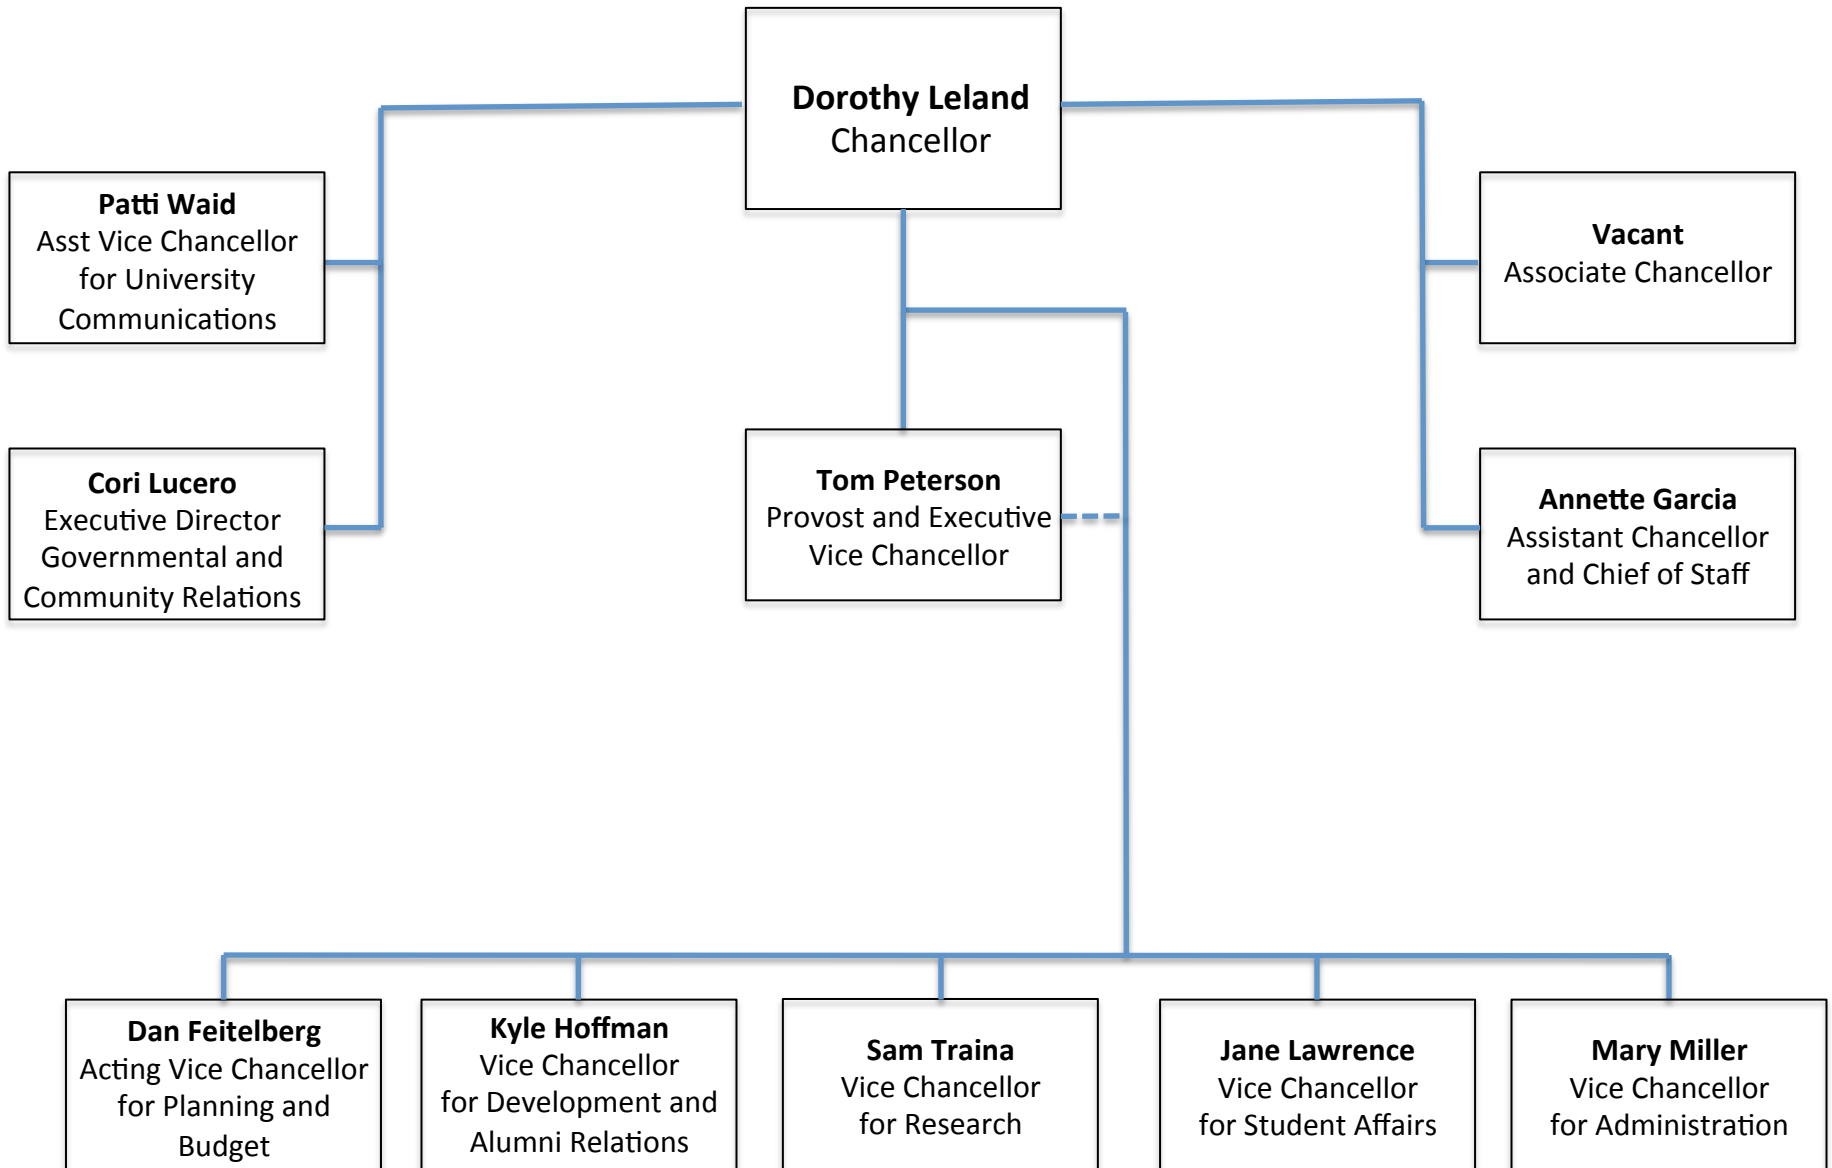 Dorothy Leland
Chancellor
Patti Waid
Asst Vice Chancellor
for University
Communications
Vacant
Associate Chancellor
Cori Lucero
Executive Director
Governmental and
Community Relations
Tom Peterson
Provost and Executive
Vice Chancellor
Annette Garcia
Assistant Chancellor
and Chief of Staff
Dan Feitelberg
Acting Vice Chancellor
for Planning and
Budget
Kyle Hoffman
Vice Chancellor
for Development and
Alumni Relations
Sam Traina
Vice Chancellor
for Research
Jane Lawrence
Vice Chancellor
for Student Affairs
Mary Miller
Vice Chancellor
for Administration